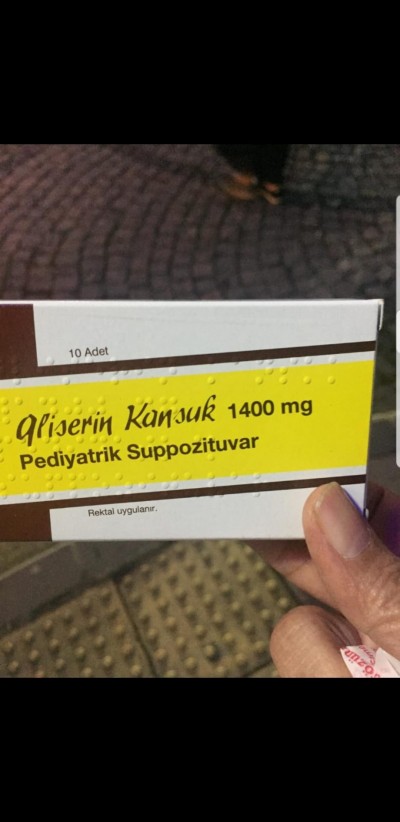 10 Adet
Gliserin Kansuk 1400 mg
Pediyatrik Suppozituvar
Rektal uygulanır.